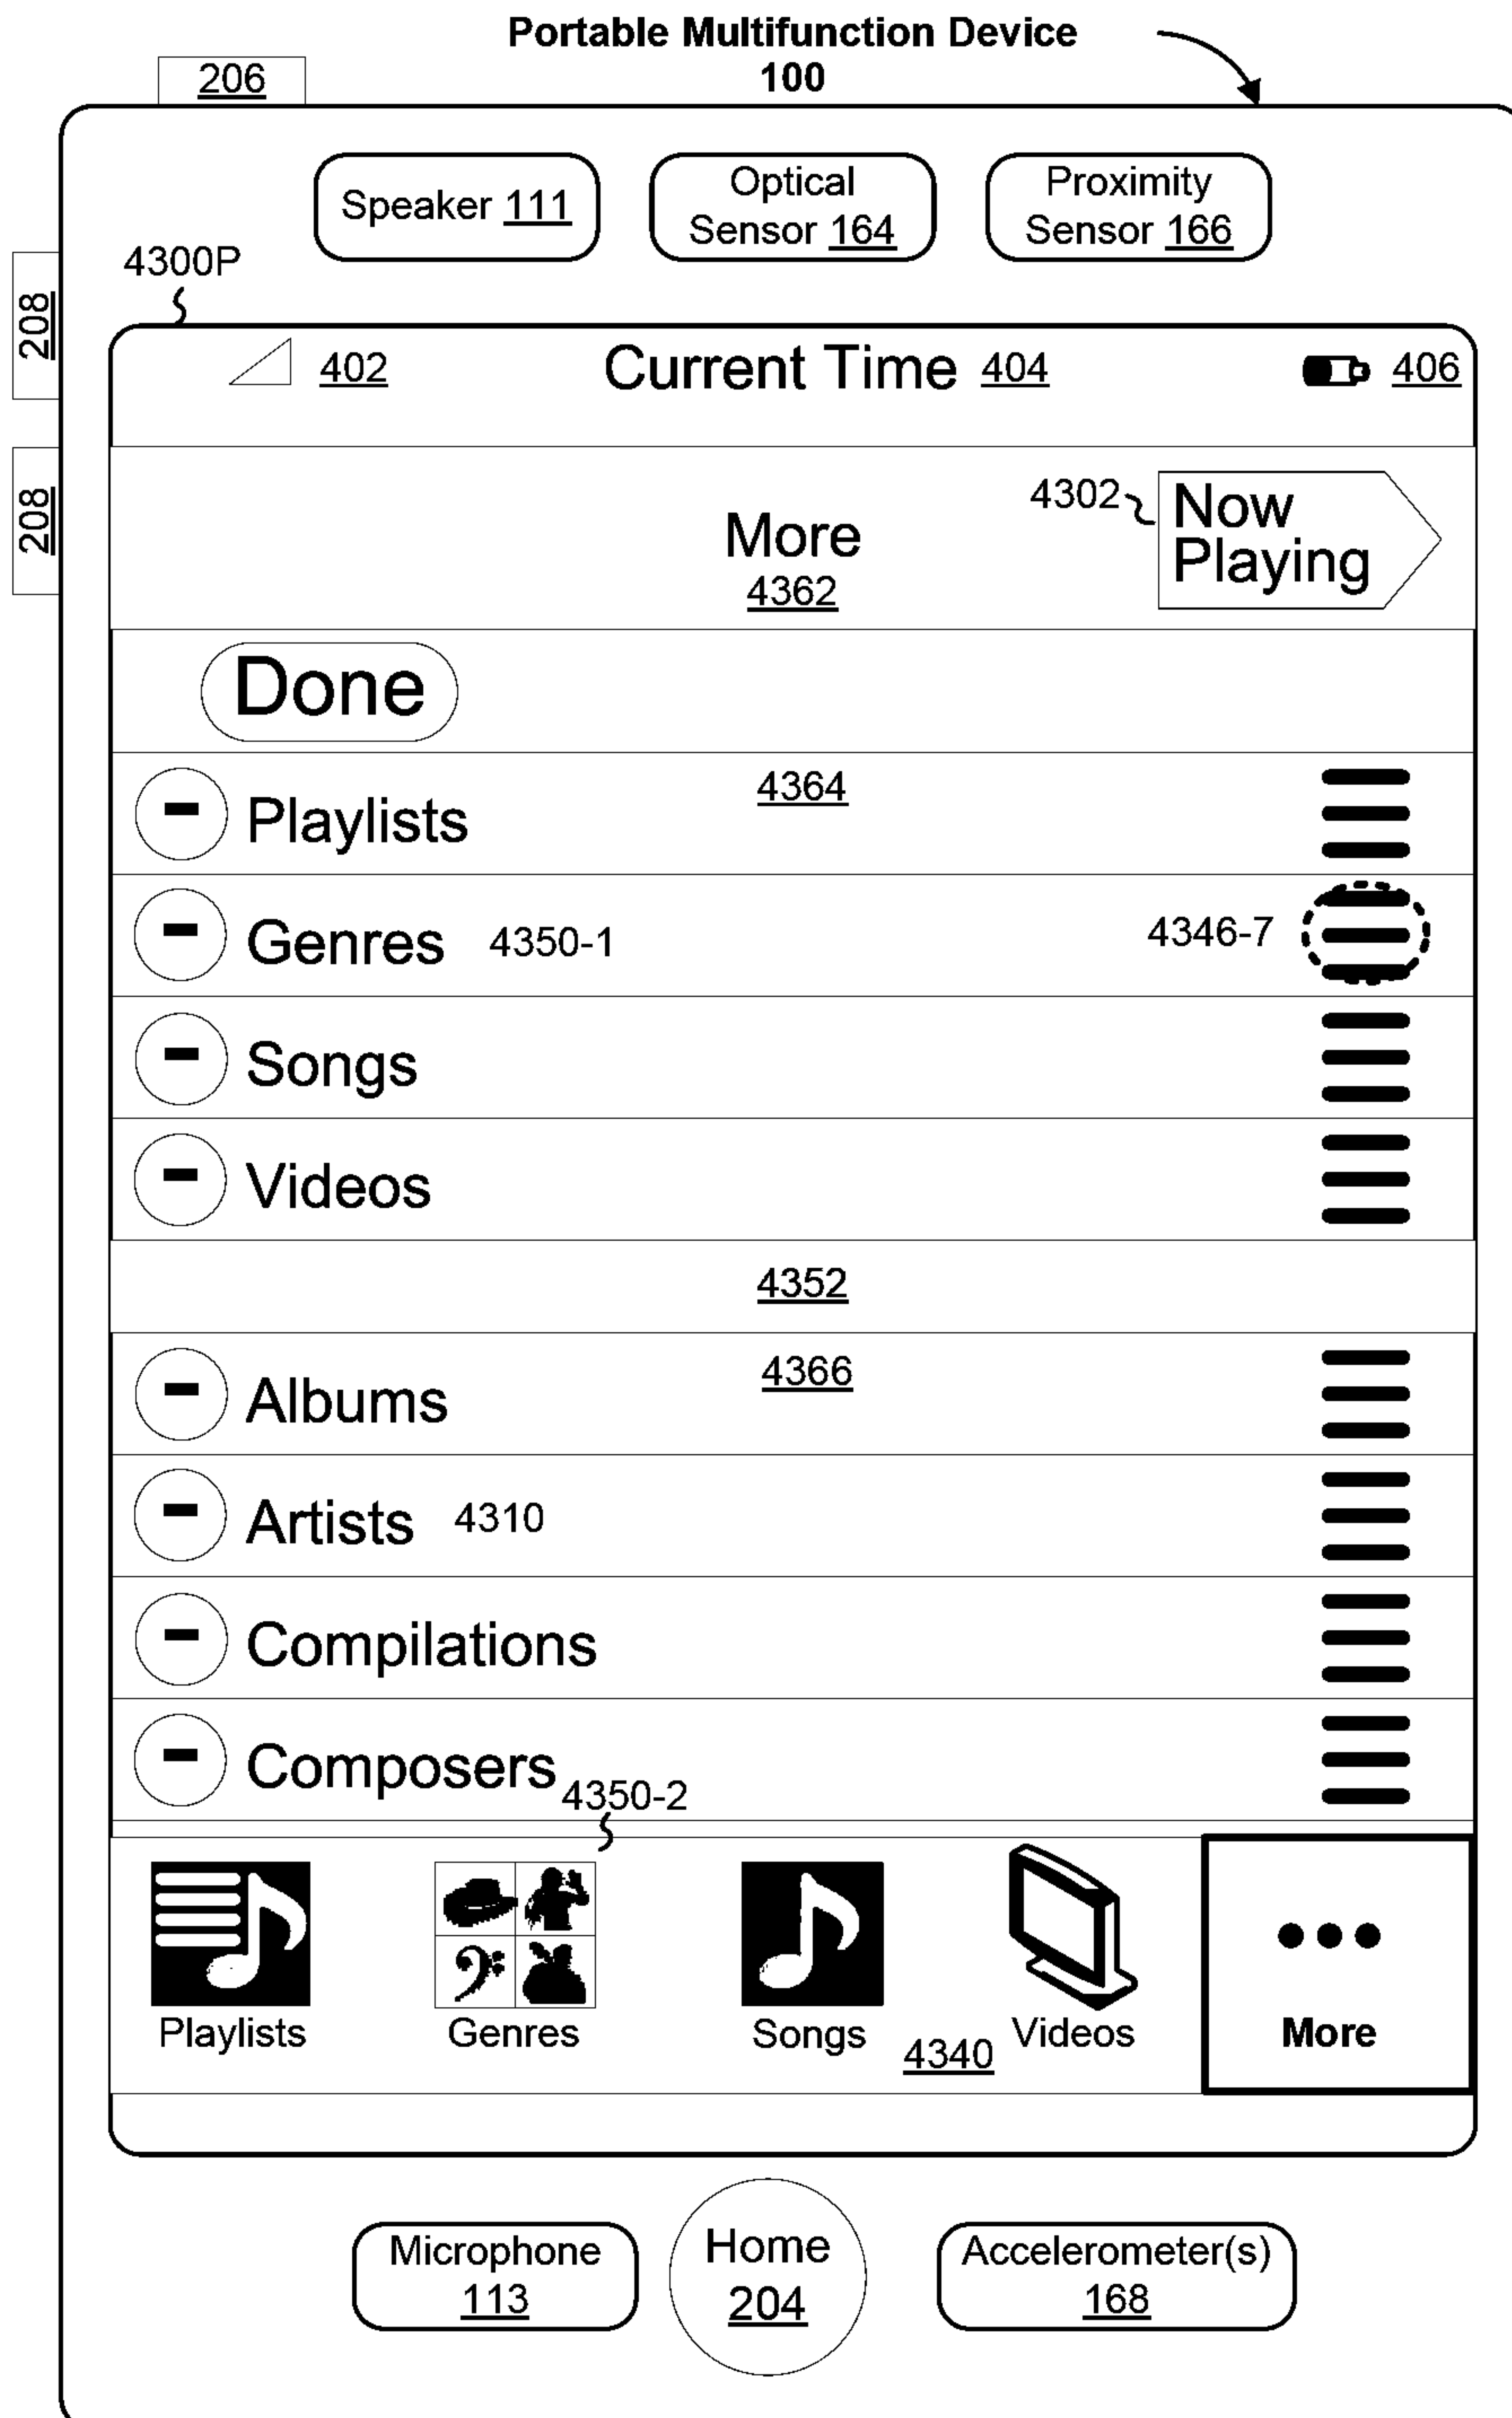 Portable Multifunction Device
100
206
Speaker 111
Optical
Sensor 164
Proximity
Sensor 166
208
4300P
402
Current Time 404
406
208
More
4362
4302
Now
Playing
Done
Playlists
4364
Genres 4350-1
4346-7
Songs
Videos
4352
Albums
4366
Artists 4310
Compilations
Composers
4350-2
Playlists
Genres
Songs
4340
Videos
More
Microphone
113
Home
204
Accelerometer(s)
168